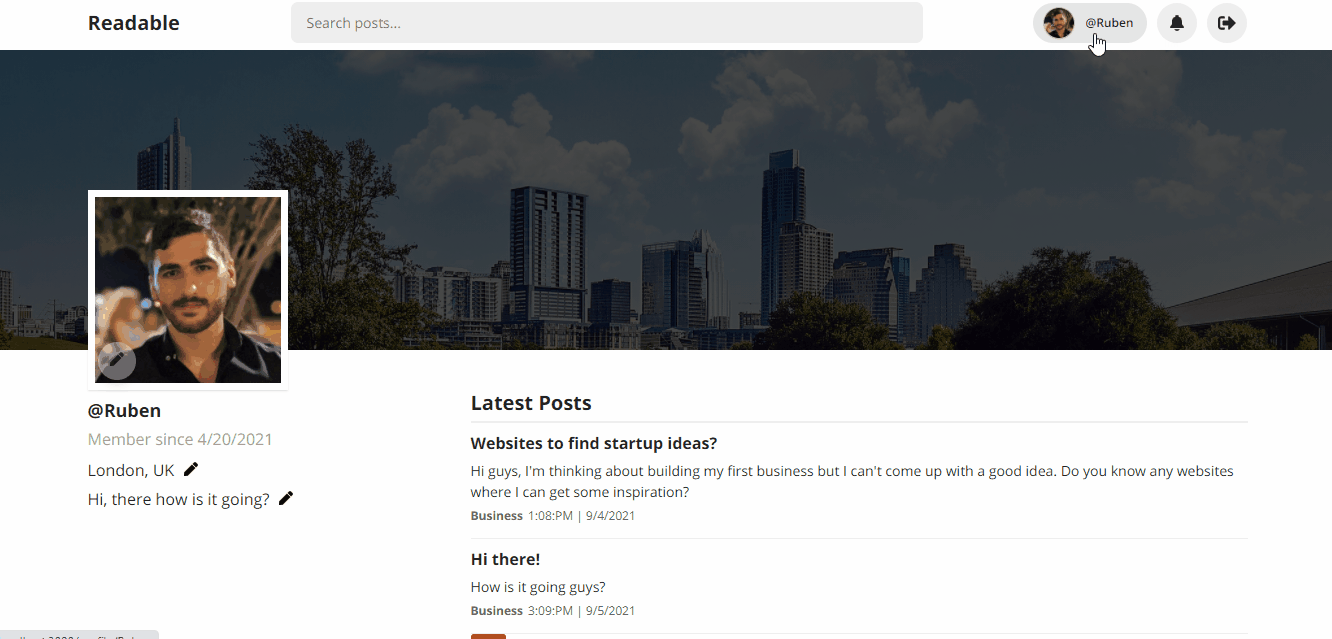 Readable
Search posts...
@Ruben
@Ruben
Member since 4/20/2021
London, UK
Hi, there how is it going?
Latest Posts
Websites to find startup ideas?
Hi guys, I'm thinking about building my first business but I can't come up with a good idea. Do you know any websites
where I can get some inspiration?
Business 1:08:PM | 9/4/2021
Hi there!
How is it going guys?
Business 3:09:PM | 9/5/2021